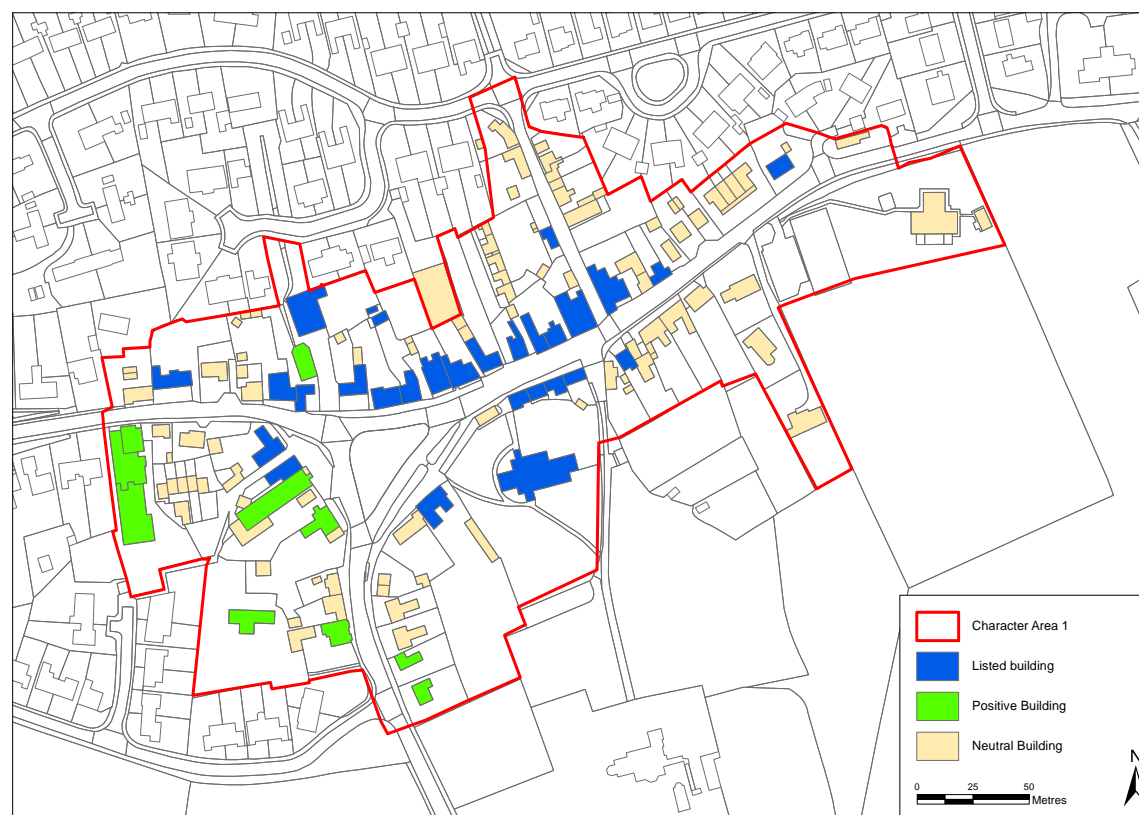 Character Area 1
Listed building
Positive Building
Neutral Building
0 25 50
Metres
N